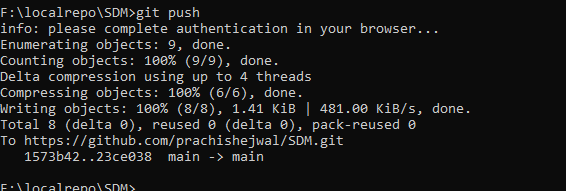 F:\localrepo\SDM>git push
info: please complete authentication in your browser...
Enumerating objects: 9, done.
Counting objects: 100% (9/9), done.
Delta compression using up to 4 threads
Compressing objects: 100% (6/6), done.
Writing objects: 100% (8/8), 1.41 KiB | 481.00 KiB/s, done.
Total 8 (delta 0), reused 0 (delta 0), pack-reused 0
To https://github.com/prachishejwal/SDM.git
   1573b42..23ce038  main -> main
F:\localrepo\SDM>